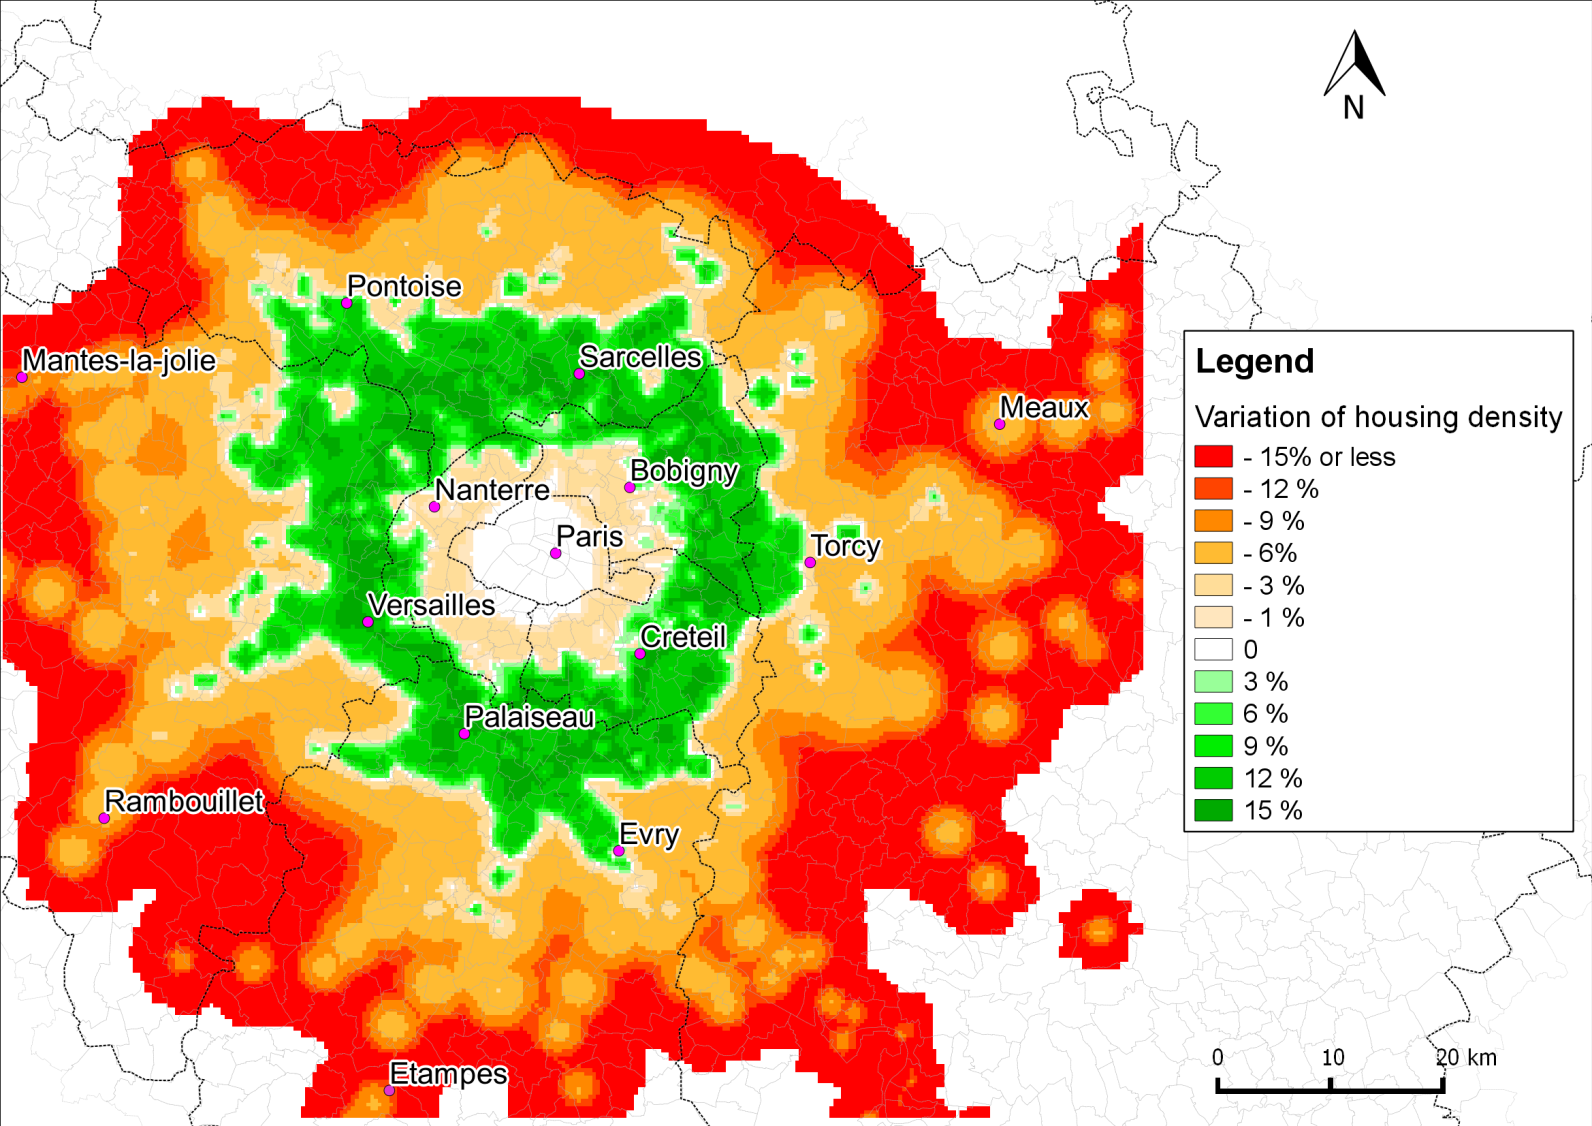 N
Pontoise
Mantes-la-jolie
Sarcelles
Meaux
Nanterre
Bobigny
Paris
Torcy
Versailles
Creteil
Palaiseau
Rambouillet
Evry
Etampes
Legend
Variation of housing density
- 15% or less
- 12 %
- 9 %
- 6%
- 3 %
- 1 %
0
3 %
6 %
9 %
12 %
15 %
0 10 20 km